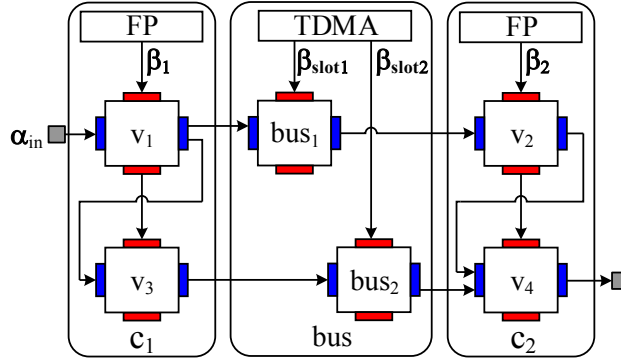 FP TDMA FP
β1 βslot1 βslot2 β2
αin v1 bus1 v2
v3 bus2 v4
c1 bus c2